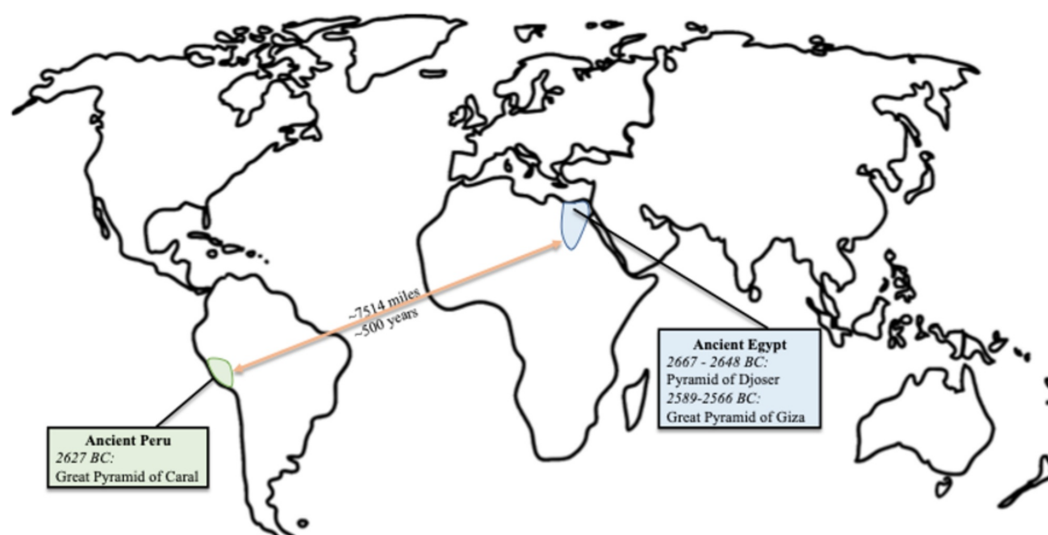 ~7514 miles
~500 years
Ancient Egypt
2667 - 2648 BC:
Pyramid of Djoser
2589-2566 BC:
Great Pyramid of Giza
Ancient Peru
2627 BC:
Great Pyramid of Caral